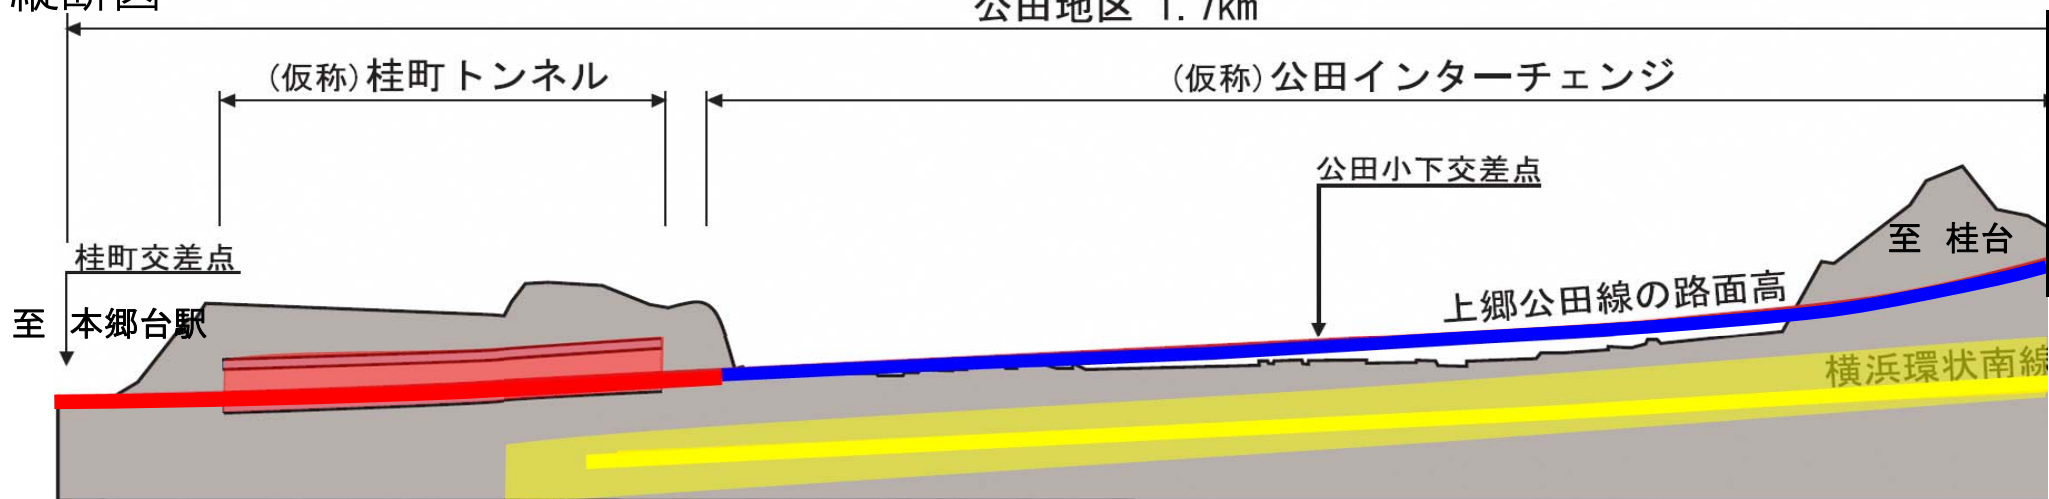 縦断図
公田地区 1.7km
(仮称)桂町トンネル
(仮称)公田インターチェンジ
公田小下交差点
至 桂台
桂町交差点
上郷公田線の路面高
至 本郷台駅
横浜環状南線